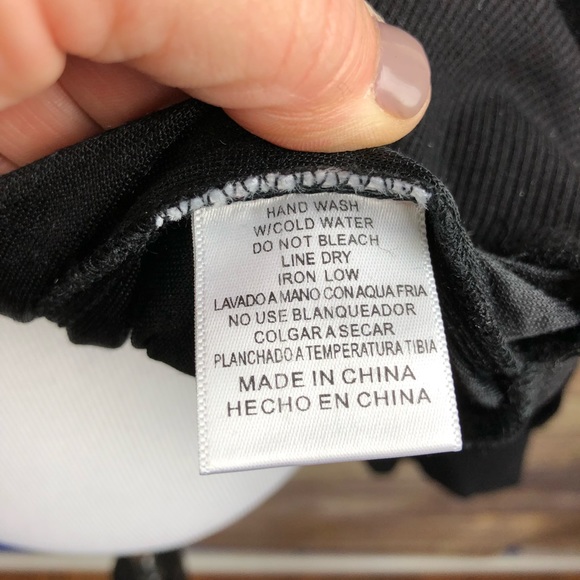 HAND WASH
W/COLD WATER
DO NOT BLEACH
LINE DRY
IRON LOW
LAVADO A MANO CON AQUA FRIA
NO USE BLANQUEADOR
COLGAR A SECAR
PLANCHADO A TEMPERATURA TIBIA
MADE IN CHINA
HECHO EN CHINA